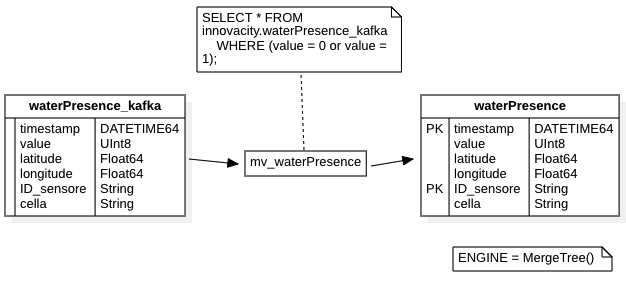 SELECT * FROM
innovacity.waterPresence_kafka
WHERE (value = 0 or value =
1);
waterPresence_kafka
timestamp DATETIME64
value UInt8
latitude Float64
longitude Float64
ID_sensore String
cella String
mv_waterPresence
waterPresence
PK timestamp DATETIME64
value UInt8
latitude Float64
longitude Float64
PK ID_sensore String
cella String
ENGINE = MergeTree()